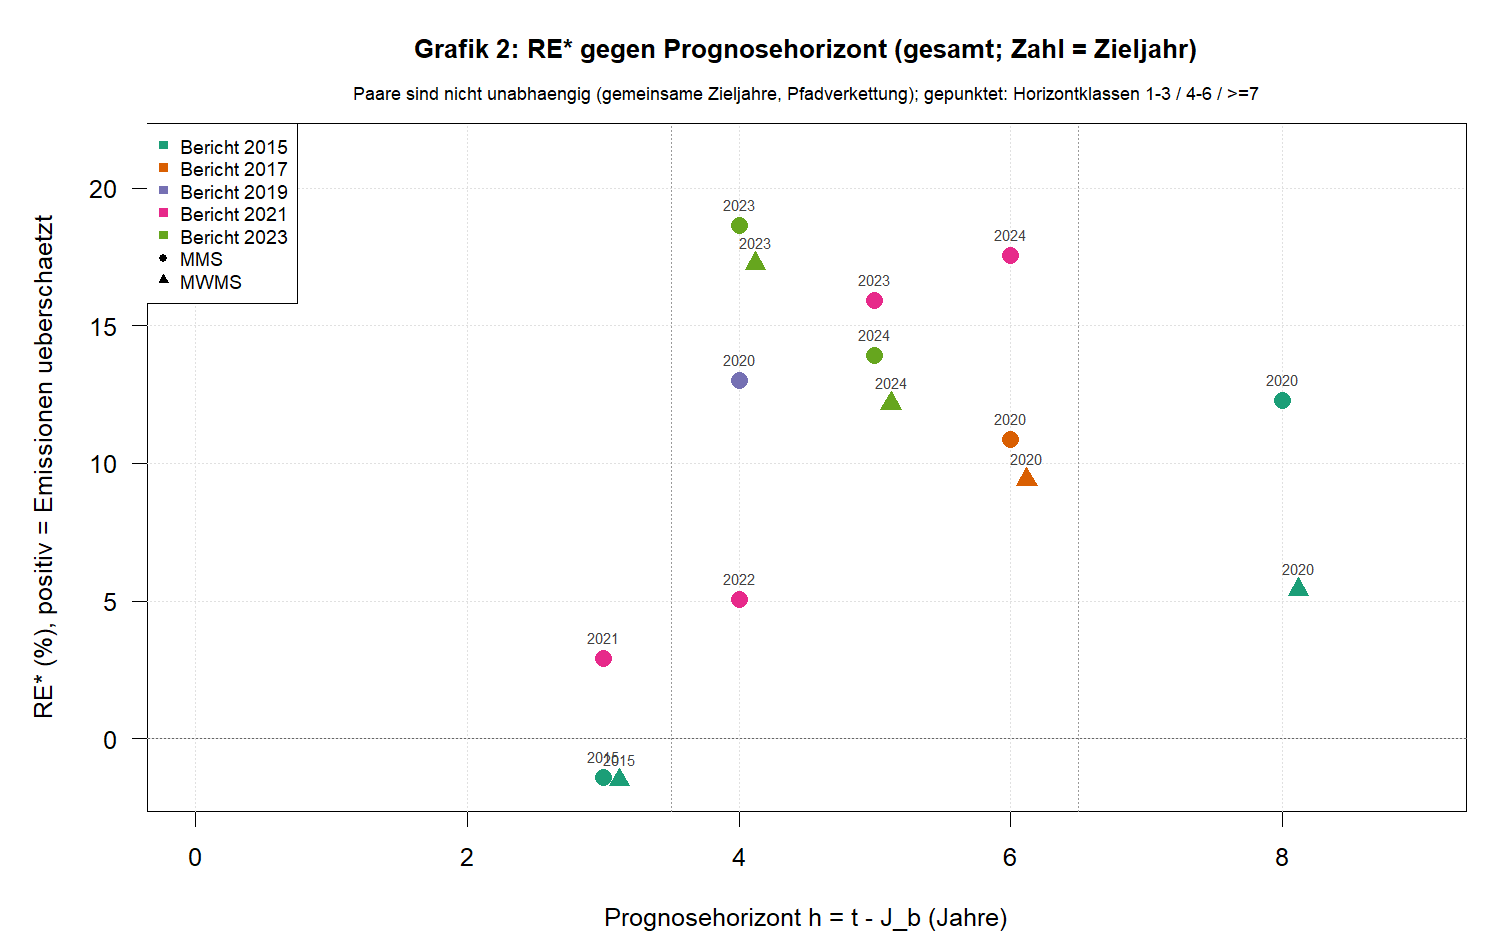 Grafik 2: RE* gegen Prognosehorizont (gesamt; Zahl = Zieljahr)
Paare sind nicht unabhaengig (gemeinsame Zieljahre, Pfadverkettung); gepunktet: Horizontklassen 1-3 / 4-6 / >=7
Bericht 2015
Bericht 2017
Bericht 2019
Bericht 2021
Bericht 2023
MMS
MWMS
RE* (%), positiv = Emissionen ueberschaetzt
20
15
10
5
0
2023
2023
2024
2023
2024
2020
2024
2020
2020
2020
2022
2020
2021
2015
2015
0
2
4
6
8
Prognosehorizont h = t - J_b (Jahre)